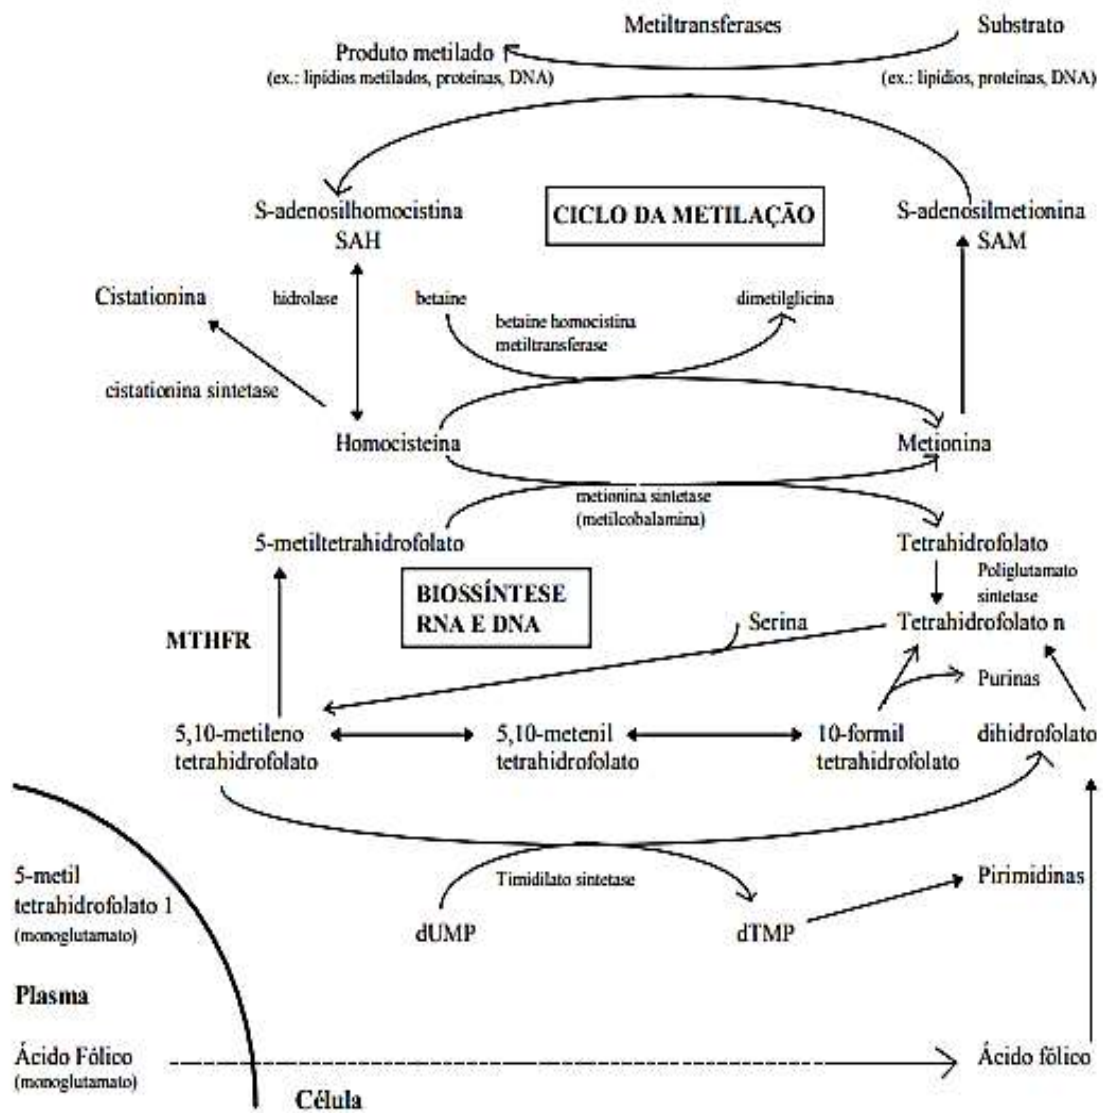 Metiltransferases
Substrato
Produto metilado
(ex.: lipídios metilados, proteínas, DNA)
(ex.: lipídios, proteínas, DNA)
S-adenosilhomocistina
SAH
CICLO DA METILAÇÃO
S-adenosilmetionina
SAM
Cistationina
hidrolase
betaine
dimetilglicina
betaine homocistina
metiltransferase
cistationina sintetase
Homocisteína
Metionina
metionina sintetase
(metilcobalamina)
5-metiltetrahidrofolato
Tetrahidrofolato
Poliglutamato
sintetase
BIOSSÍNTESE
RNA E DNA
Serina
Tetrahidrofolato n
MTHFR
Purinas
5,10-metileno
tetrahidrofolato
5,10-metenil
tetrahidrofolato
10-formil
tetrahidrofolato
dihidrofolato
5-metil
tetrahidrofolato 1
(monoglutamato)
Timidilato sintetase
Pirimidinas
dUMP
dTMP
Plasma
Ácido Fólico
(monoglutamato)
Ácido fólico
Célula